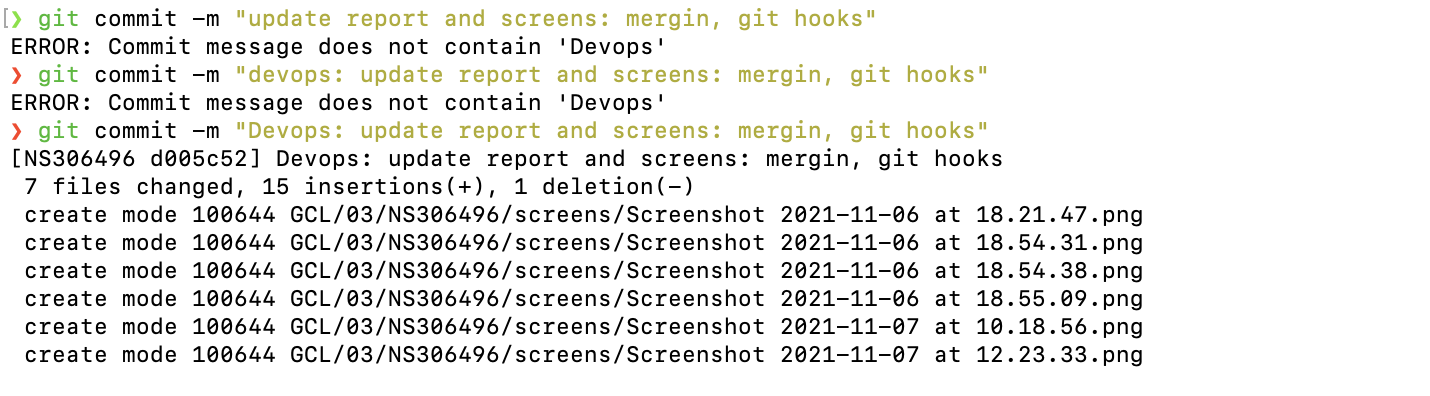 [❯ git commit -m "update report and screens: mergin, git hooks"
ERROR: Commit message does not contain 'Devops'
❯ git commit -m "devops: update report and screens: mergin, git hooks"
ERROR: Commit message does not contain 'Devops'
❯ git commit -m "Devops: update report and screens: mergin, git hooks"
[NS306496 d005c52] Devops: update report and screens: mergin, git hooks
 7 files changed, 15 insertions(+), 1 deletion(-)
 create mode 100644 GCL/03/NS306496/screens/Screenshot 2021-11-06 at 18.21.47.png
 create mode 100644 GCL/03/NS306496/screens/Screenshot 2021-11-06 at 18.54.31.png
 create mode 100644 GCL/03/NS306496/screens/Screenshot 2021-11-06 at 18.54.38.png
 create mode 100644 GCL/03/NS306496/screens/Screenshot 2021-11-06 at 18.55.09.png
 create mode 100644 GCL/03/NS306496/screens/Screenshot 2021-11-07 at 10.18.56.png
 create mode 100644 GCL/03/NS306496/screens/Screenshot 2021-11-07 at 12.23.33.png